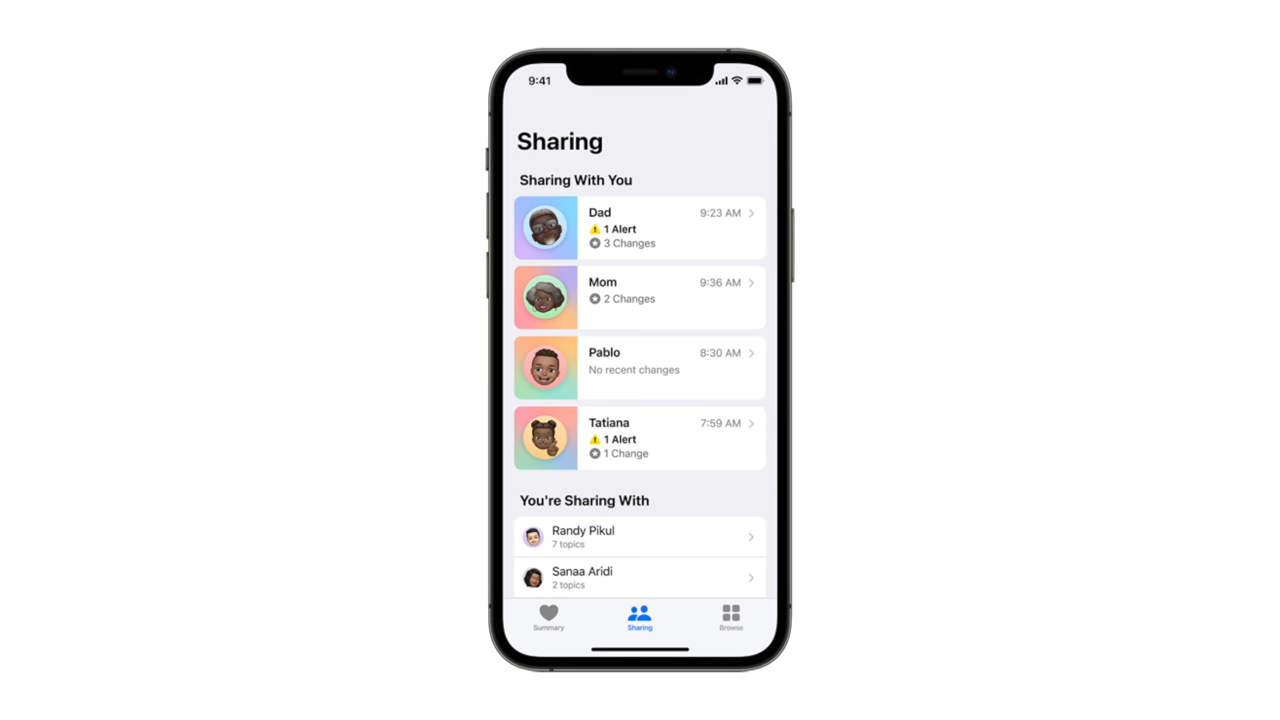 9:41
Sharing
Sharing With You
Dad 9:23 AM
1 Alert
3 Changes
Mom 9:36 AM
2 Changes
Pablo 8:30 AM
No recent changes
Tatiana 7:59 AM
1 Alert
1 Change
You're Sharing With
Randy Pikul
7 topics
Sanaa Aridi
2 topics
Summary Sharing Browse